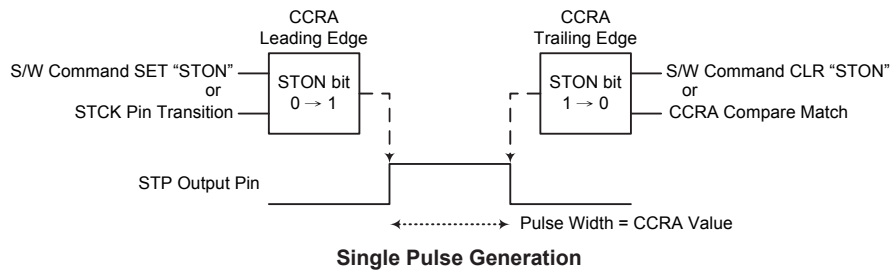 CCRA
Leading Edge
CCRA
Trailing Edge
S/W Command SET “STON”
or
STCK Pin Transition
STON bit
0 → 1
STON bit
1 → 0
S/W Command CLR “STON”
or
CCRA Compare Match
STP Output Pin
Pulse Width = CCRA Value
Single Pulse Generation